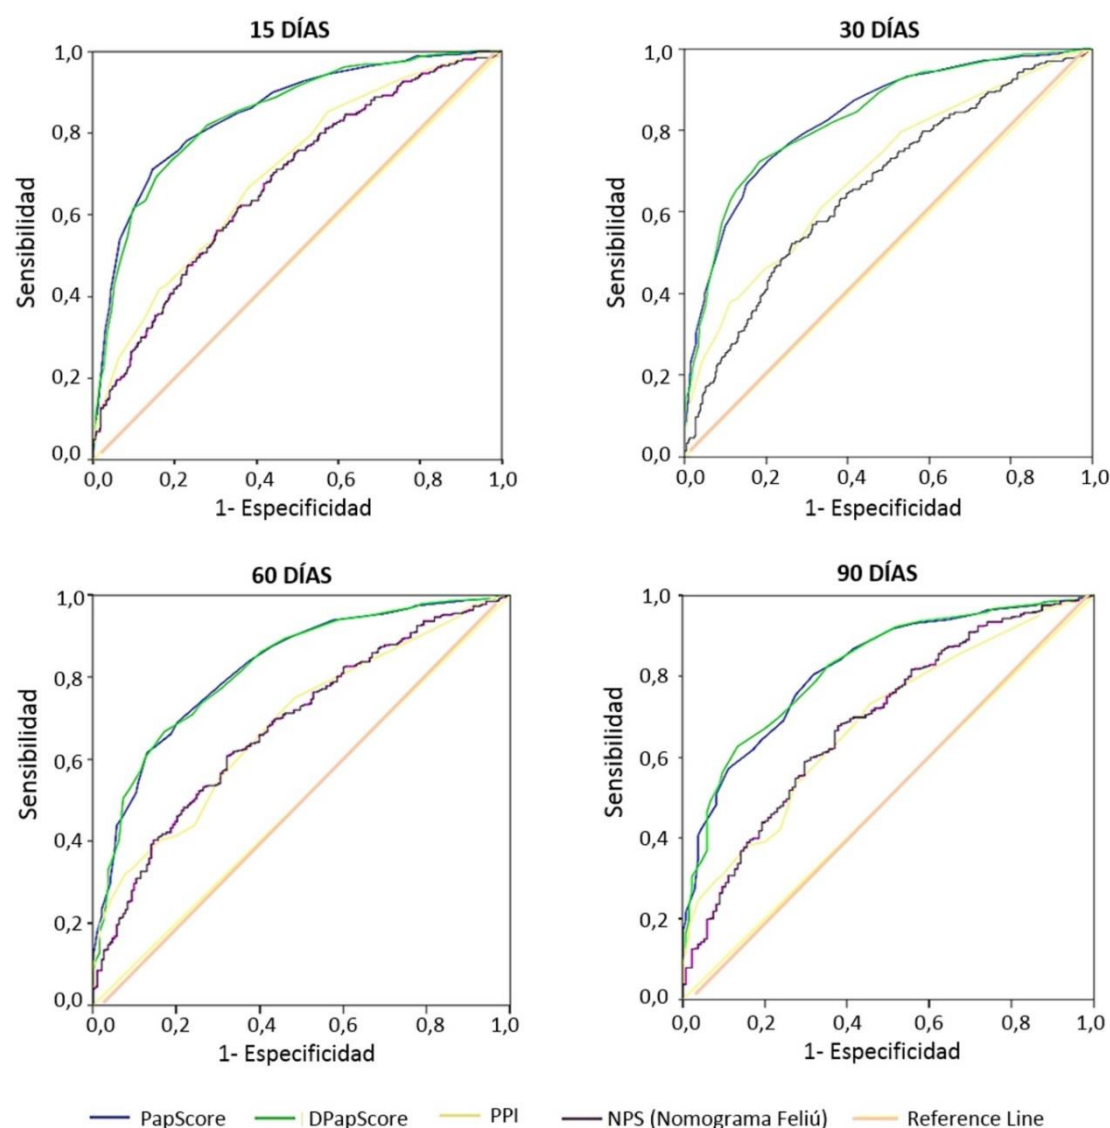 15 DÍAS
1,0
0,8
0,6
0,4
0,2
0,0
Sensibilidad
0,0 0,2 0,4 0,6 0,8 1,0
1- Especificidad
30 DÍAS
1,0
0,8
0,6
0,4
0,2
0,0
Sensibilidad
0,0 0,2 0,4 0,6 0,8 1,0
1- Especificidad
60 DÍAS
1,0
0,8
0,6
0,4
0,2
0,0
Sensibilidad
0,0 0,2 0,4 0,6 0,8 1,0
1- Especificidad
90 DÍAS
1,0
0,8
0,6
0,4
0,2
0,0
Sensibilidad
0,0 0,2 0,4 0,6 0,8 1,0
1- Especificidad
PapScore DPapScore PPI NPS (Nomograma Feliú) Reference Line